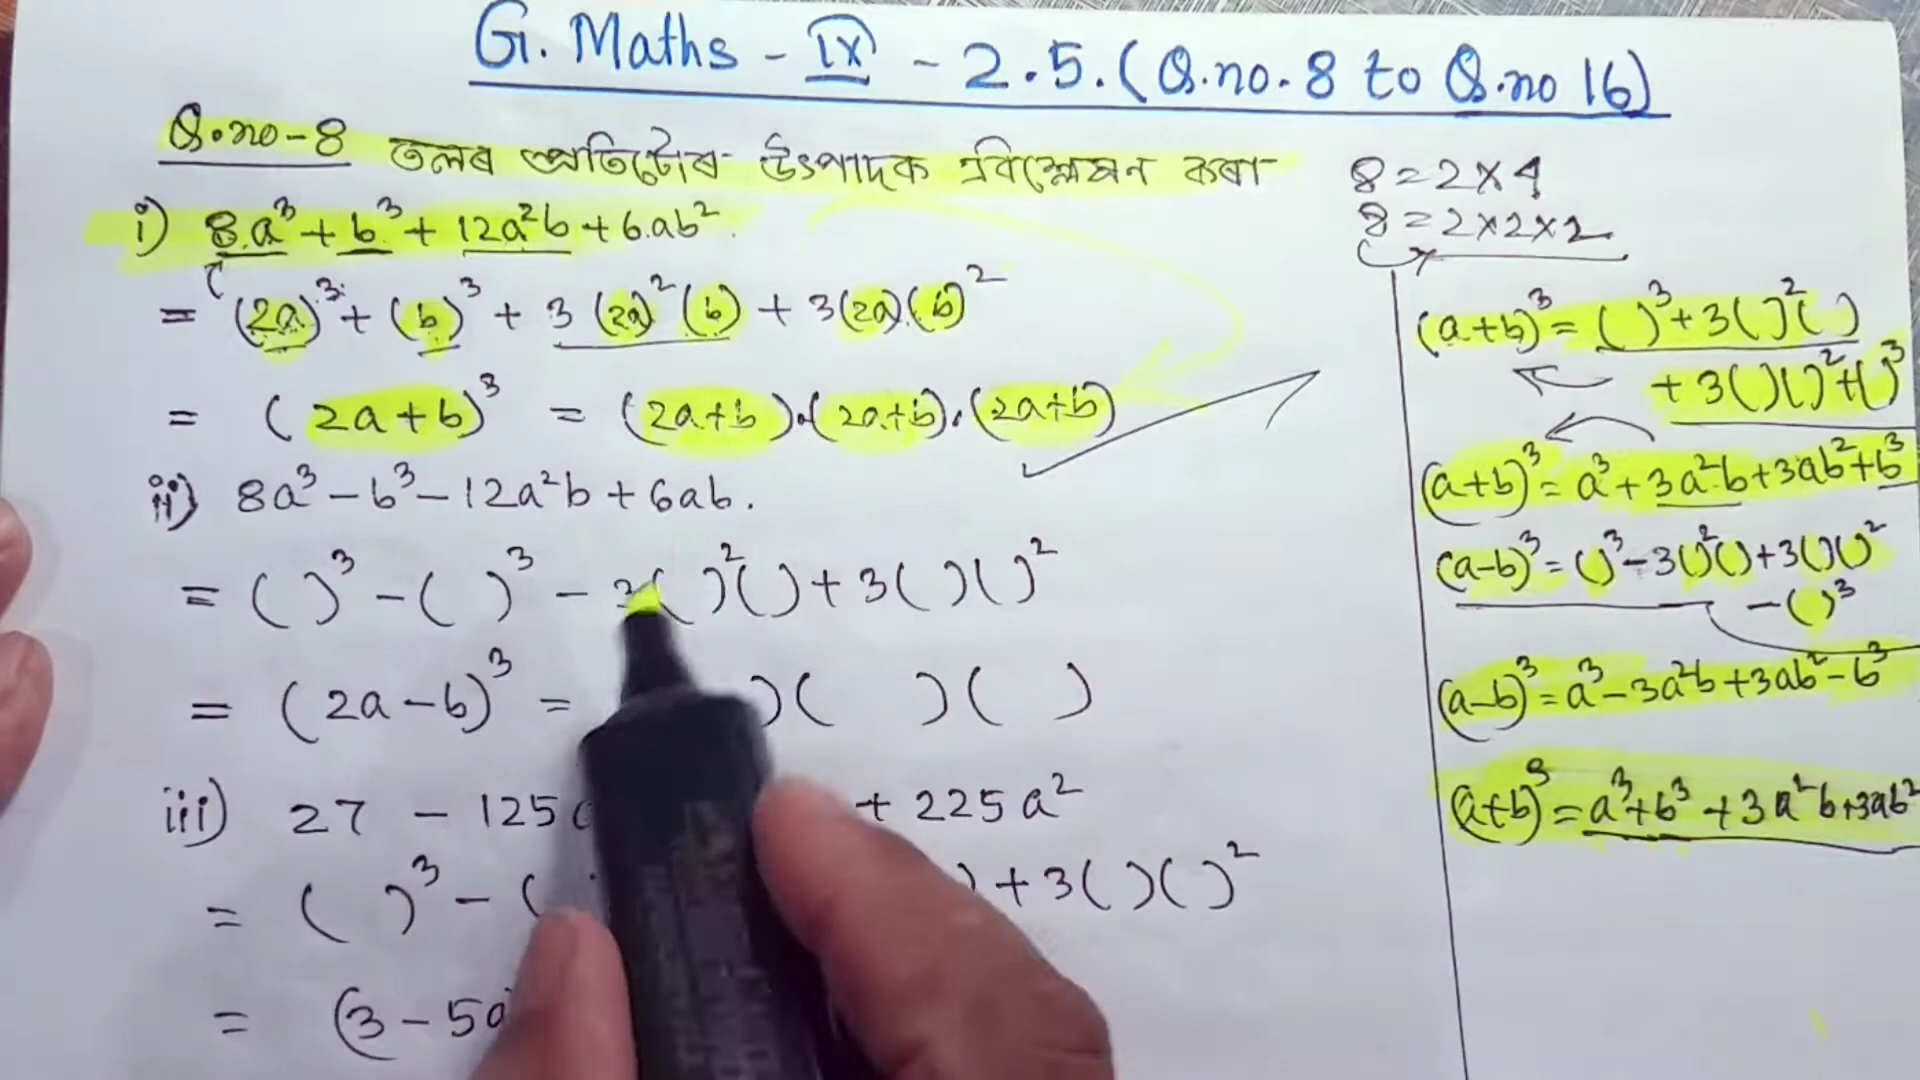 G. Maths - IX - 2.5. (Q.no.8 to Q.no 16)
Q.no-8 তলৰ প্ৰতিটোৰ উৎপাদক বিশ্লেষন কৰা
i) 8a³ + b³ + 12a²b + 6ab².
= (2a)³ + (b)³ + 3 (2a)² (b) + 3(2a)(b)²
= (2a+b)³ = (2a+b).(2a+b).(2a+b)
ii) 8a³ - b³ - 12a²b + 6ab.
= ( )³ - ( )³ - 3( )²( ) + 3( )( )²
= (2a - b)³ = )( )( )
iii) 27 - 125 + 225a²
= ( )³ - ( ) + 3( )( )²
= (3 - 5a
8 = 2×4
8 = 2×2×2
(a+b)³ = ( )³ + 3( )²( )
+ 3( )( )² + ( )³
(a+b)³ = a³ + 3a²b + 3ab² + b³
(a-b)³ = ( )³ - 3( )²( ) + 3( )( )²
- ( )³
(a-b)³ = a³ - 3a²b + 3ab² - b³
(a+b)³ = a³ + b³ + 3a²b + 3ab²